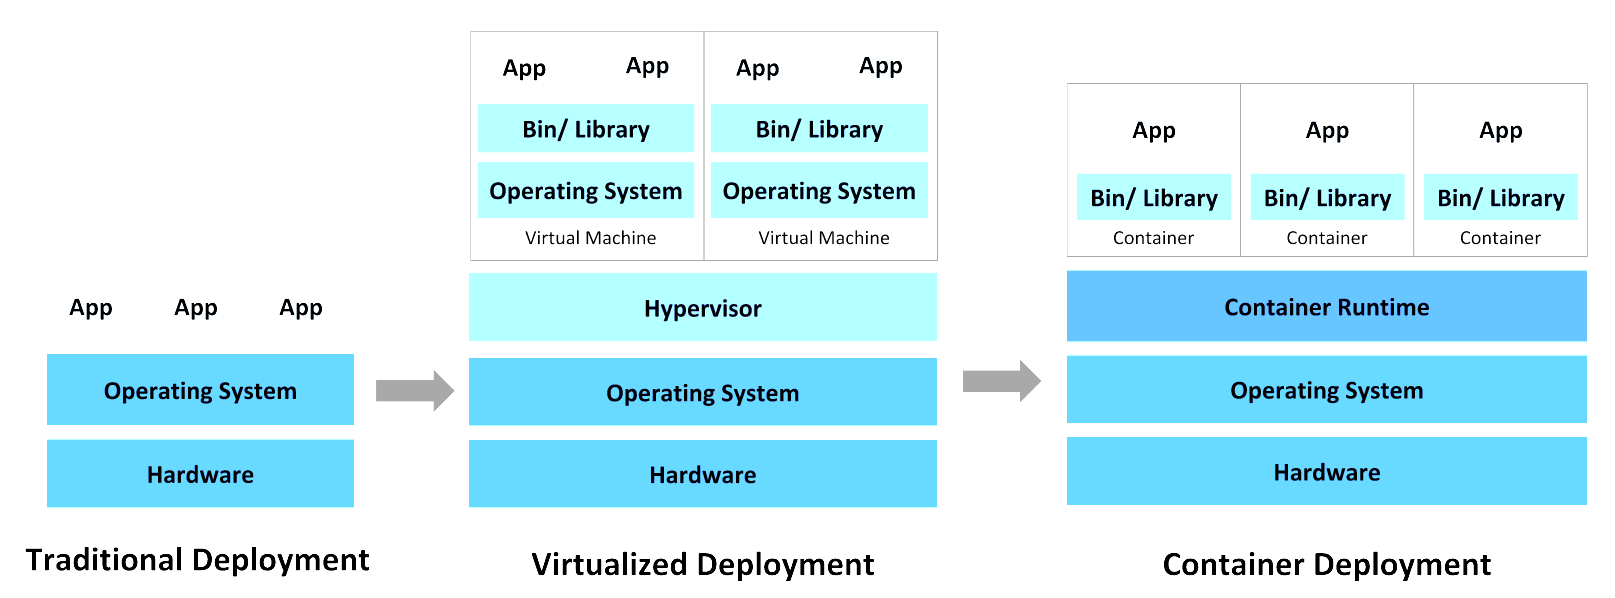 App App App
Operating System
Hardware
Traditional Deployment
App App App App
Bin/ Library Bin/ Library
Operating System Operating System
Virtual Machine Virtual Machine
Hypervisor
Operating System
Hardware
Virtualized Deployment
App App App
Bin/ Library Bin/ Library Bin/ Library
Container Container Container
Container Runtime
Operating System
Hardware
Container Deployment